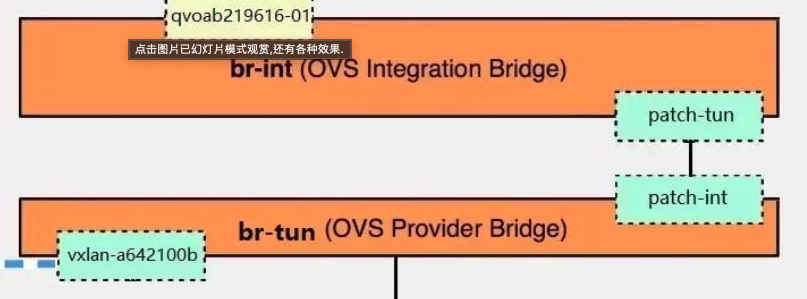 qvoab219616-01
点击图片已幻灯片模式观赏,还有各种效果.
br-int (OVS Integration Bridge)
patch-tun
patch-int
br-tun (OVS Provider Bridge)
vxlan-a642100b